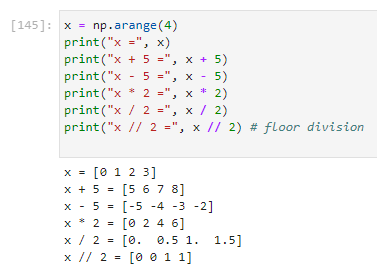 [145]: x = np.arange(4)
print("x =", x)
print("x + 5 =", x + 5)
print("x - 5 =", x - 5)
print("x * 2 =", x * 2)
print("x / 2 =", x / 2)
print("x // 2 =", x // 2) # floor division
x = [0 1 2 3]
x + 5 = [5 6 7 8]
x - 5 = [-5 -4 -3 -2]
x * 2 = [0 2 4 6]
x / 2 = [0.  0.5 1.  1.5]
x // 2 = [0 0 1 1]